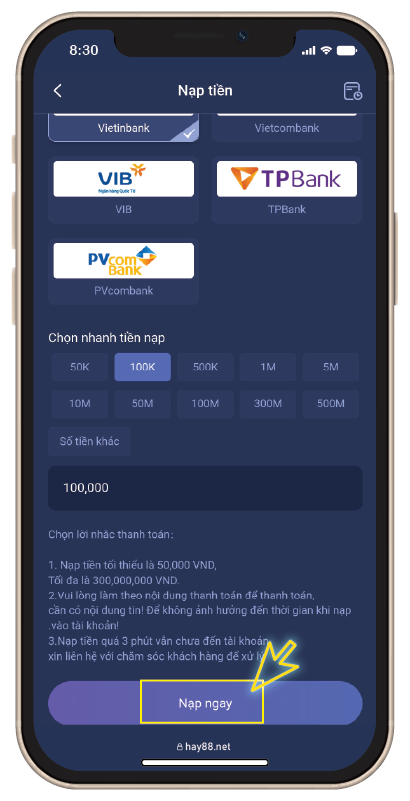 8:30
Nạp tiền
Vietinbank
Vietcombank
VIB
Ngân hàng Quốc Tế
TPBank
VIB
TPBank
PVcom
Bank
PVcombank
Chọn nhanh tiền nạp
50K 100K 500K 1M 5M
10M 50M 100M 300M 500M
Số tiền khác
100,000
Chọn lời nhắc thanh toán:
1. Nạp tiền tối thiểu là 50,000 VND,
Tối đa là 300,000,000 VND.
2.Vui lòng làm theo nội dung thanh toán để thanh toán,
cần có nội dung tin! Để không ảnh hưởng đến thời gian khi nạp
.vào tài khoản!
3.Nạp tiền quá 3 phút vẫn chưa đến tài khoản,
xin liên hệ với chăm sóc khách hàng để xử lý
Nạp ngay
hay88.net